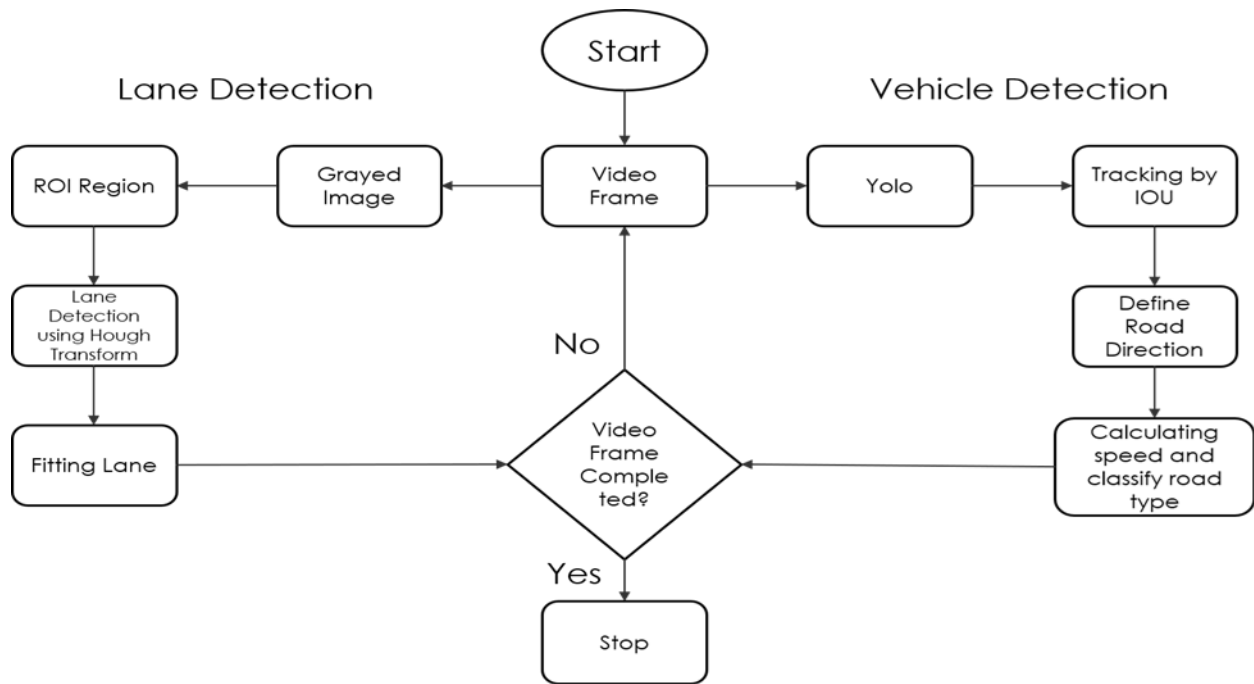 Start
Lane Detection
Vehicle Detection
ROI Region
Grayed
Image
Video
Frame
Yolo
Tracking by
IOU
Lane
Detection
using Hough
Transform
Define
Road
Direction
No
Fitting Lane
Video
Frame
Comple
ted?
Calculating
speed and
classify road
type
Yes
Stop